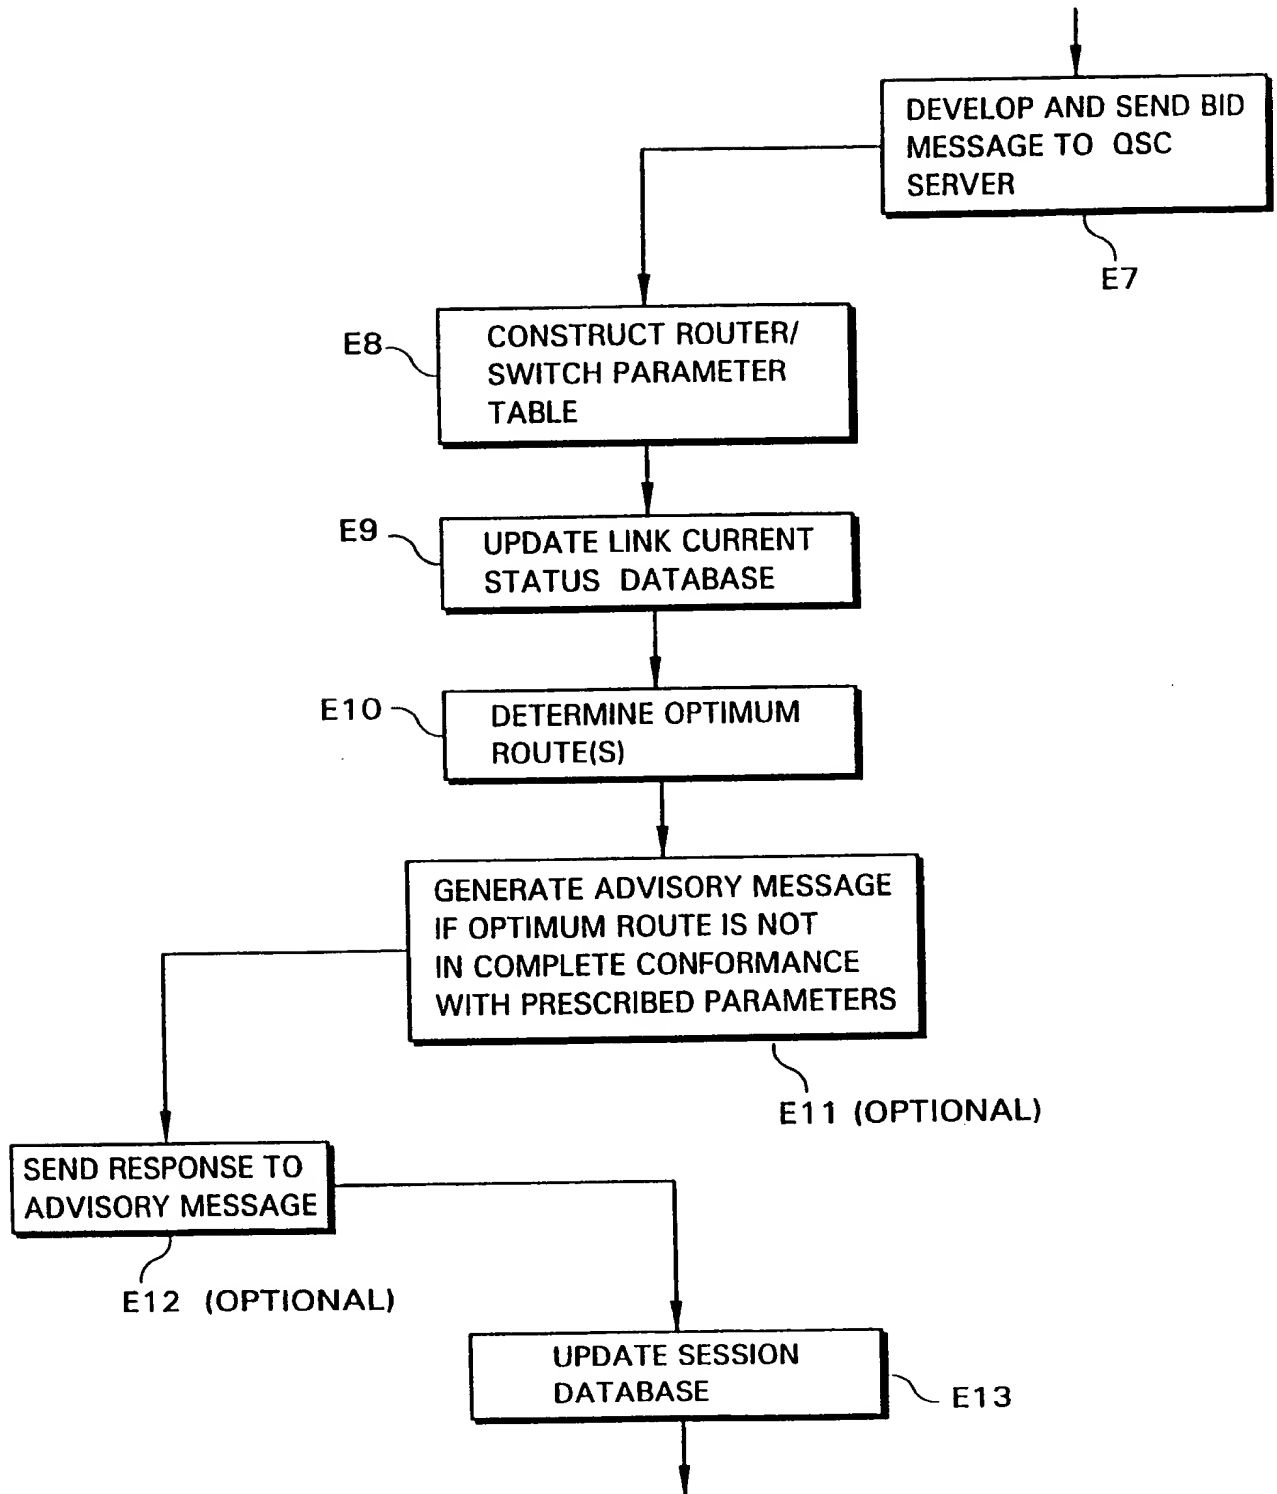 DEVELOP AND SEND BID
MESSAGE TO QSC
SERVER
E7
E8
CONSTRUCT ROUTER/
SWITCH PARAMETER
TABLE
E9
UPDATE LINK CURRENT
STATUS DATABASE
E10
DETERMINE OPTIMUM
ROUTE(S)
GENERATE ADVISORY MESSAGE
IF OPTIMUM ROUTE IS NOT
IN COMPLETE CONFORMANCE
WITH PRESCRIBED PARAMETERS
E11 (OPTIONAL)
SEND RESPONSE TO
ADVISORY MESSAGE
E12 (OPTIONAL)
UPDATE SESSION
DATABASE
E13